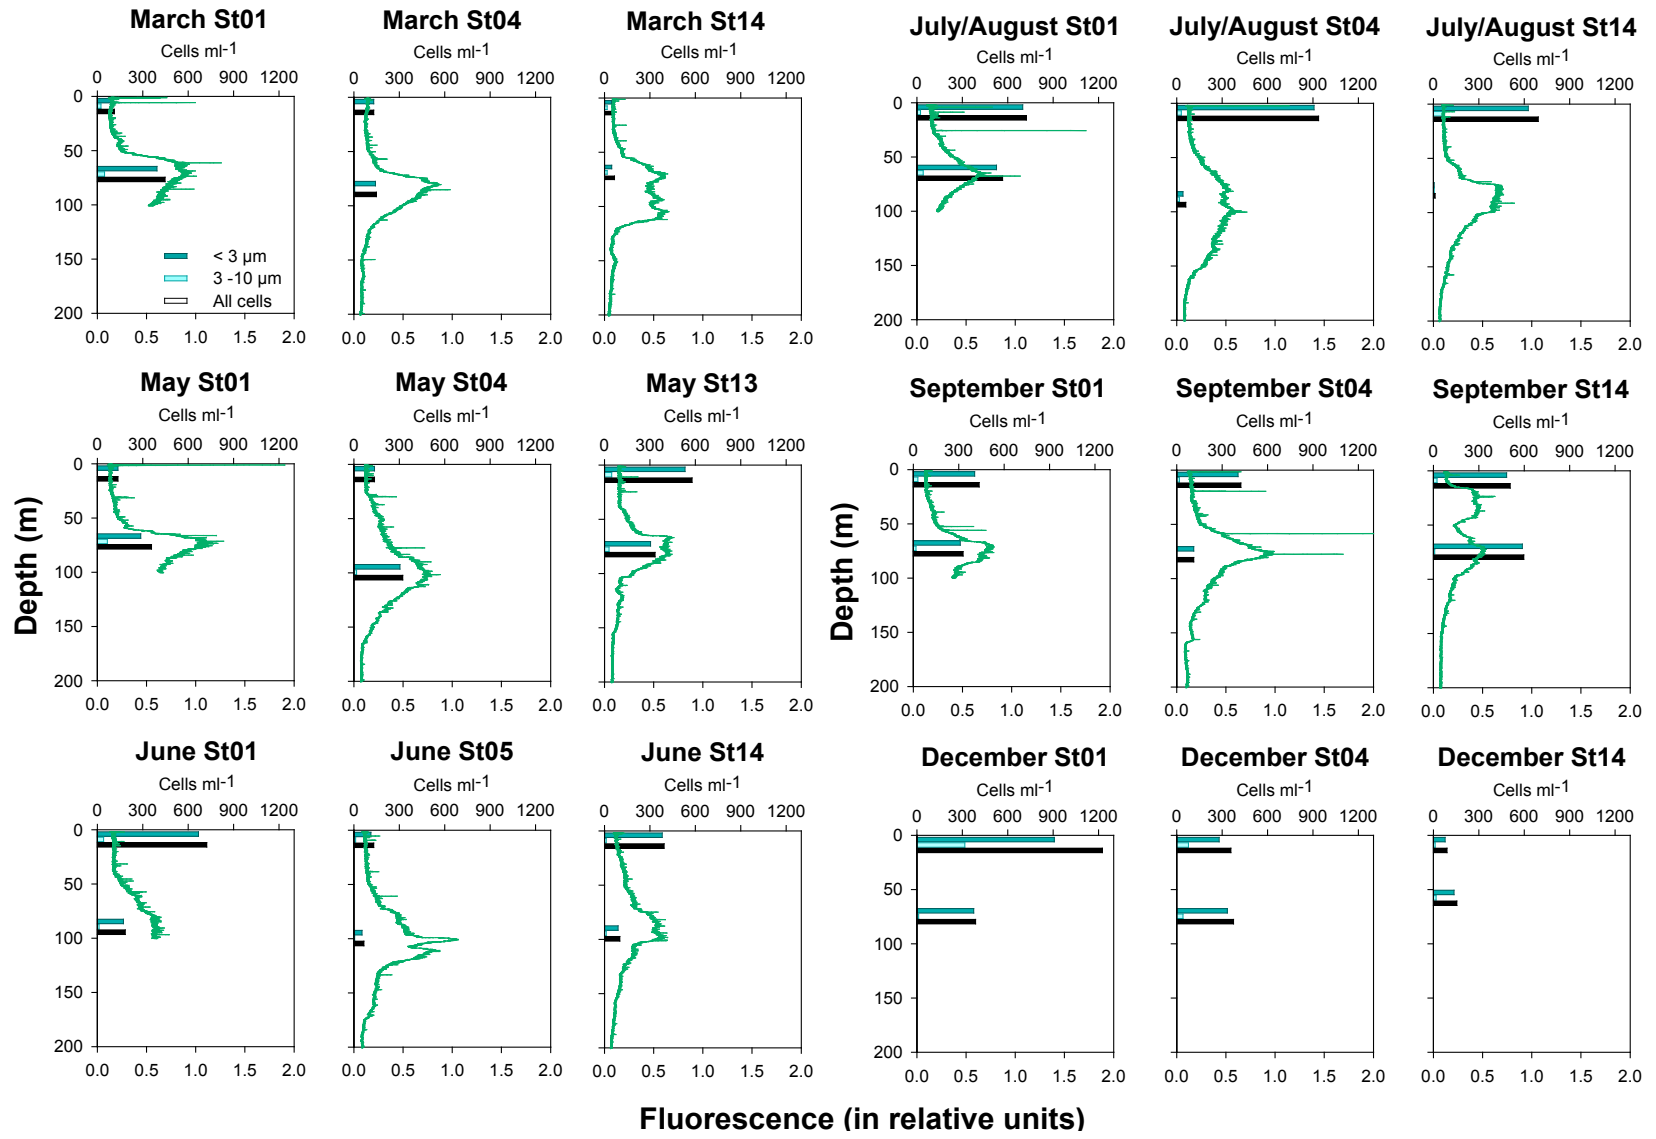 March St01
Cells ml-1
0 300 600 900 1200
0
50
100
150
200
< 3 µm
3 -10 µm
All cells
0.0 0.5 1.0 1.5 2.0
March St04
Cells ml-1
0 300 600 900 1200
0.0 0.5 1.0 1.5 2.0
March St14
Cells ml-1
0 300 600 900 1200
0.0 0.5 1.0 1.5 2.0
July/August St01
Cells ml-1
0 300 600 900 1200
0
50
100
150
200
0.0 0.5 1.0 1.5 2.0
July/August St04
Cells ml-1
0 300 600 900 1200
0
50
100
150
200
0.0 0.5 1.0 1.5 2.0
July/August St14
Cells ml-1
0 300 600 900 1200
0.0 0.5 1.0 1.5 2.0
May St01
Cells ml-1
0 300 600 900 1200
Depth (m)
0
50
100
150
200
0.0 0.5 1.0 1.5 2.0
May St04
Cells ml-1
0 300 600 900 1200
0.0 0.5 1.0 1.5 2.0
May St13
Cells ml-1
0 300 600 900 1200
0.0 0.5 1.0 1.5 2.0
September St01
Cells ml-1
0 300 600 900 1200
Depth (m)
0
50
100
150
200
0.0 0.5 1.0 1.5 2.0
September St04
Cells ml-1
0 300 600 900 1200
0
50
100
150
200
0.0 0.5 1.0 1.5 2.0
September St14
Cells ml-1
0 300 600 900 1200
0.0 0.5 1.0 1.5 2.0
June St01
Cells ml-1
0 300 600 900 1200
0
50
100
150
200
0.0 0.5 1.0 1.5 2.0
June St05
Cells ml-1
0 300 600 900 1200
0.0 0.5 1.0 1.5 2.0
June St14
Cells ml-1
0 300 600 900 1200
0.0 0.5 1.0 1.5 2.0
December St01
Cells ml-1
0 300 600 900 1200
0
50
100
150
200
0.0 0.5 1.0 1.5 2.0
December St04
Cells ml-1
0 300 600 900 1200
0
50
100
150
200
0.0 0.5 1.0 1.5 2.0
December St14
Cells ml-1
0 300 600 900 1200
0
50
100
150
200
0.0 0.5 1.0 1.5 2.0
Fluorescence (in relative units)